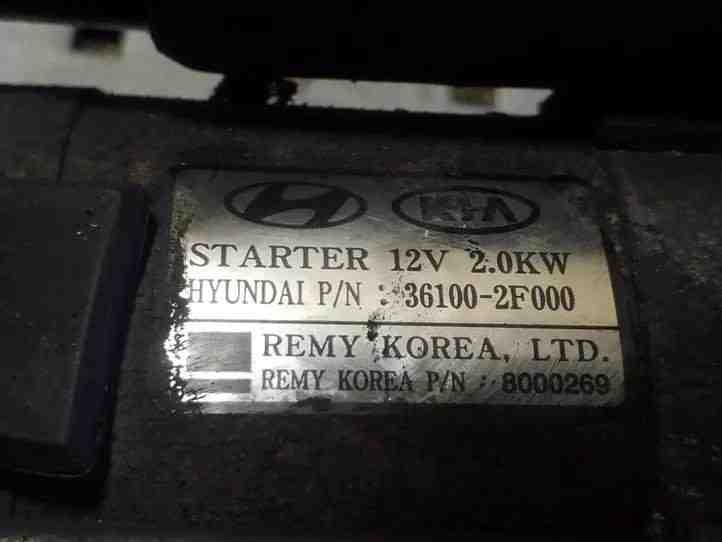 KIA
STARTER 12V 2.0KW
HYUNDAI P/N : 36100-2F000
REMY KOREA, LTD.
REMY KOREA P/N : 8000269